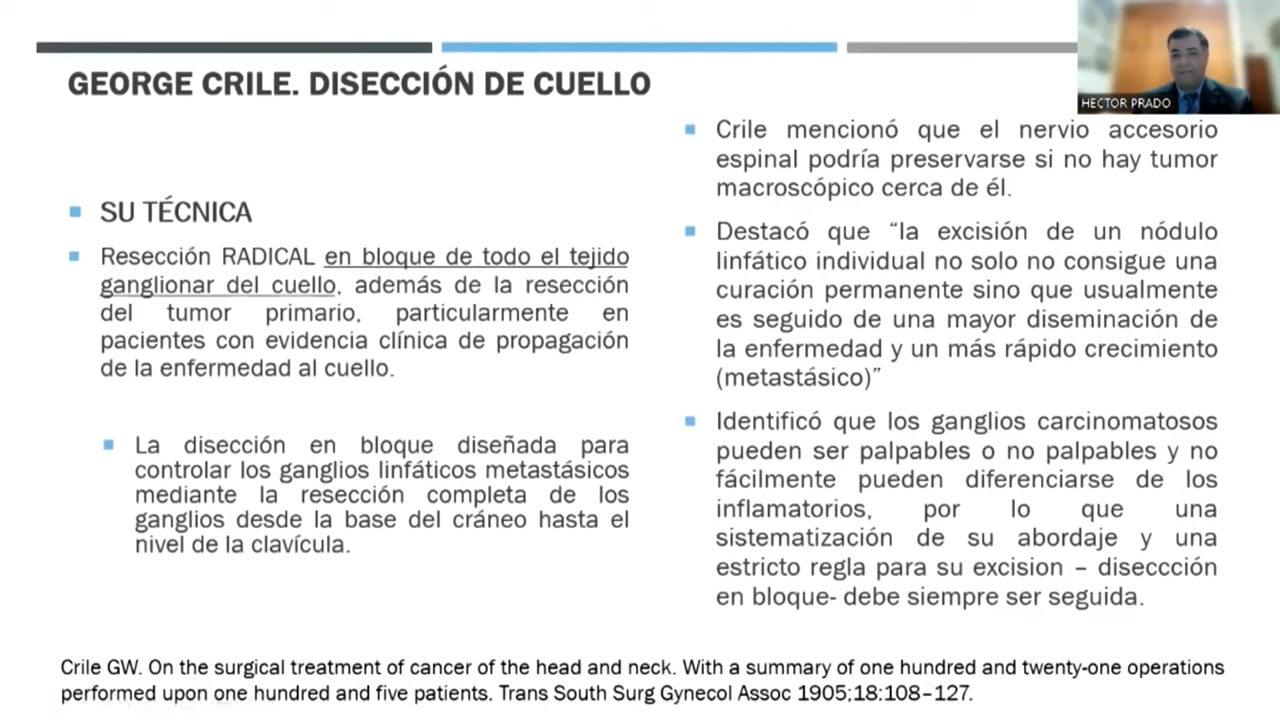 GEORGE CRILE. DISECCIÓN DE CUELLO
HECTOR PRADO
SU TÉCNICA
Resección RADICAL en bloque de todo el tejido
ganglionar del cuello, además de la resección
del tumor primario, particularmente en
pacientes con evidencia clínica de propagación
de la enfermedad al cuello.
La disección en bloque diseñada para
controlar los ganglios linfáticos metastásicos
mediante la resección completa de los
ganglios desde la base del cráneo hasta el
nivel de la clavícula.
Crile mencionó que el nervio accesorio
espinal podría preservarse si no hay tumor
macroscópico cerca de él.
Destacó que “la excisión de un nódulo
linfático individual no solo no consigue una
curación permanente sino que usualmente
es seguido de una mayor diseminación de
la enfermedad y un más rápido crecimiento
(metastásico)”
Identificó que los ganglios carcinomatosos
pueden ser palpables o no palpables y no
fácilmente pueden diferenciarse de los
inflamatorios, por lo que una
sistematización de su abordaje y una
estricto regla para su excision – diseccción
en bloque- debe siempre ser seguida.
Crile GW. On the surgical treatment of cancer of the head and neck. With a summary of one hundred and twenty-one operations
performed upon one hundred and five patients. Trans South Surg Gynecol Assoc 1905;18:108–127.